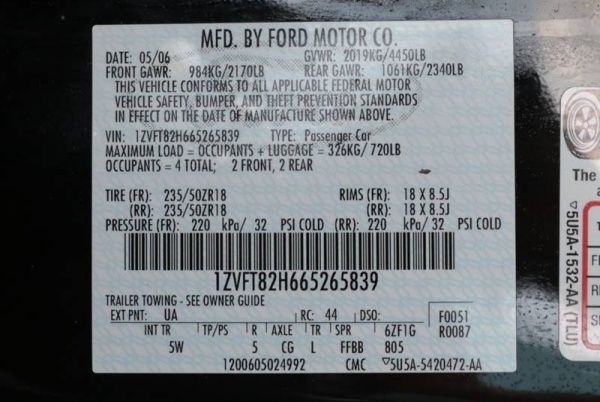 MFD. BY FORD MOTOR CO.
DATE: 05/06 GVWR: 2019KG/4450LB
FRONT GAWR: 984KG/2170LB REAR GAWR: 1061KG/2340LB
THIS VEHICLE CONFORMS TO ALL APPLICABLE FEDERAL MOTOR
VEHICLE SAFETY, BUMPER, AND THEFT PREVENTION STANDARDS
IN EFFECT ON THE DATE OF MANUFACTURE SHOWN ABOVE.
VIN: 1ZVFT82H665265839 TYPE: Passenger Car
MAXIMUM LOAD = OCCUPANTS + LUGGAGE = 326KG/720LB
OCCUPANTS = 4 TOTAL; 2 FRONT, 2 REAR
TIRE (FR): 235/50ZR18 RIMS (FR): 18 X 8.5J
(RR): 235/50ZR18 (RR): 18 X 8.5J
PRESSURE (FR): 220 kPa/ 32 PSI COLD (RR): 220 kPa/ 32 PSI COLD
1ZVFT82H665265839
TRAILER TOWING - SEE OWNER GUIDE
EXT PNT: UA RC: 44 DSO: F0051
INT TR TP/PS R AXLE TR SPR 6ZF1G R0087
5W 5 CG L FFBB 805
1200605024992 CMC ▽5U5A-5420472-AA
The
▽5U5A-1532-AA (TLU)